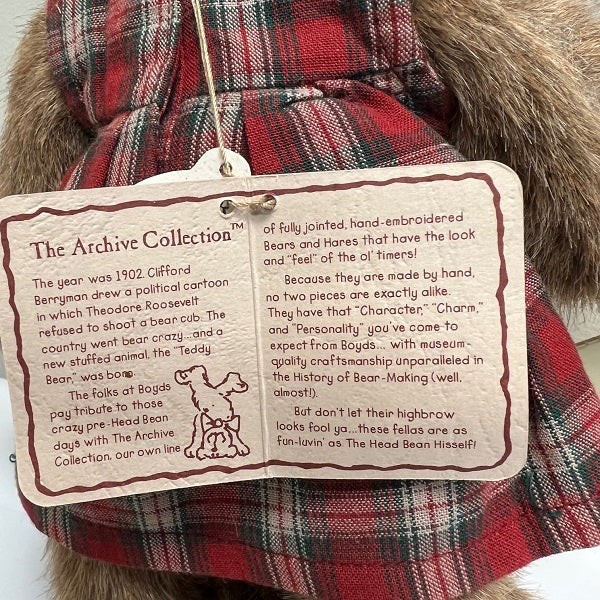 The Archive Collection™
The year was 1902. Clifford
Berryman drew a political cartoon
in which Theodore Roosevelt
refused to shoot a bear cub. The
country went bear crazy...and a
new stuffed animal, the "Teddy
Bear," was born.
The folks at Boyds
pay tribute to those
crazy pre-Head Bean
days with The Archive
Collection, our own line
of fully jointed, hand-embroidered
Bears and Hares that have the look
and "feel" of the ol' timers!
Because they are made by hand,
no two pieces are exactly alike.
They have that "Character," "Charm,"
and "Personality" you've come to
expect from Boyds... with museum-
quality craftsmanship unparalleled in
the History of Bear-Making (well,
almost!).
But don't let their highbrow
looks fool ya...these fellas are as
fun-luvin' as The Head Bean Hisself!